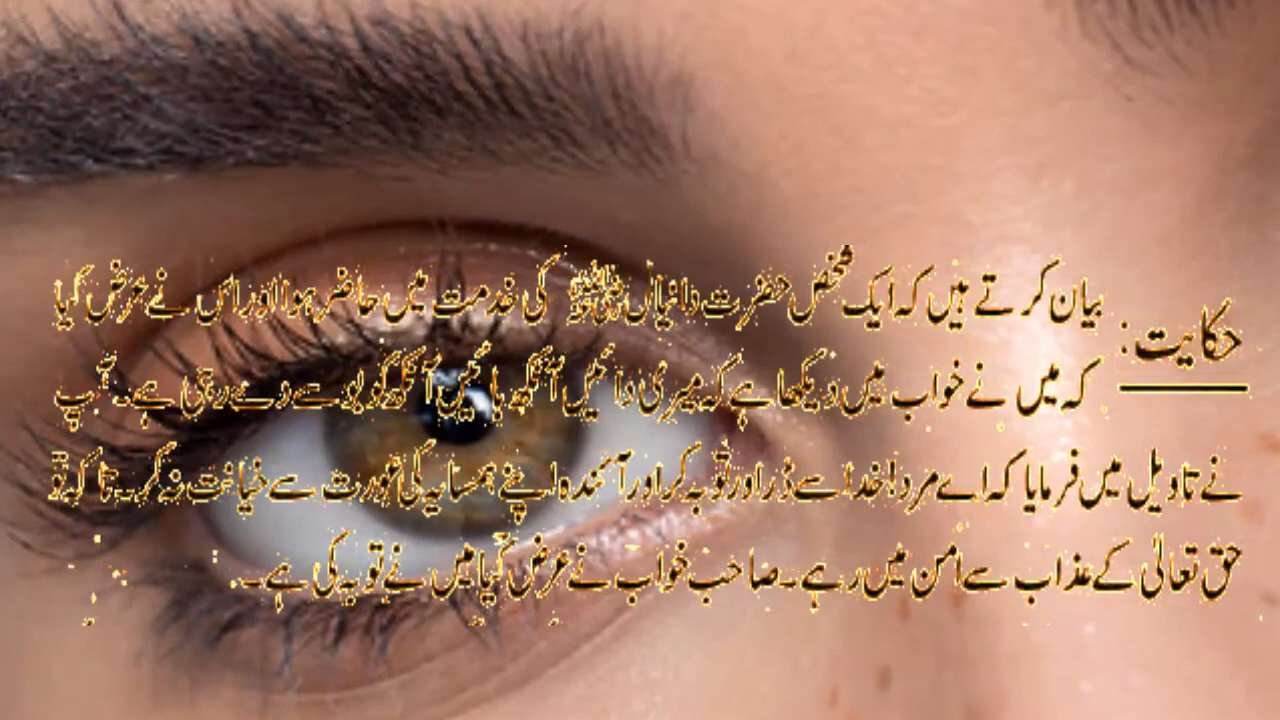 حکایت: بیان کرتے ہیں کہ ایک شخص حضرت دانیال ﷺ کی خدمت میں حاضر ہوا اور اس نے عرض کیا
کہ میں نے خواب میں دیکھا ہے کہ میری دائیں آنکھ بائیں آنکھ کو بوسے دے رہی ہے۔ آپ
نے تاویل میں فرمایا کہ اے مرد! خدا سے ڈر اور توبہ کر اور آئندہ اپنے ہمسایہ کی عورت سے خیانت نہ کر۔ تا کہ تو
حق تعالیٰ کے عذاب سے امن میں رہے۔ صاحب خواب نے عرض کیا میں نے توبہ کی ہے۔